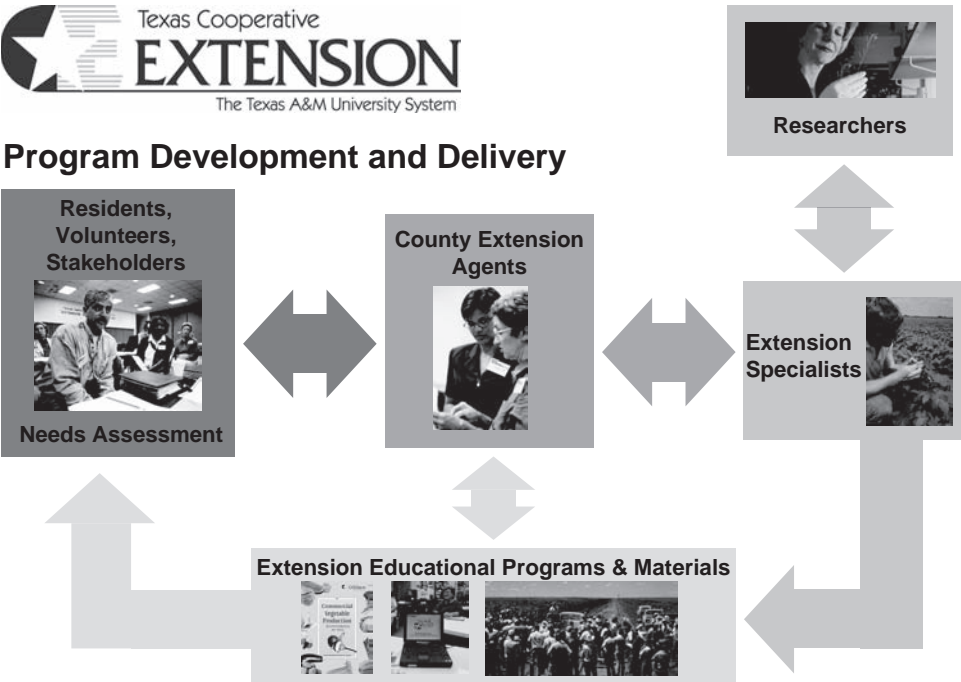 Texas Cooperative
EXTENSION
The Texas A&M University System
Program Development and Delivery
Researchers
Residents,
Volunteers,
Stakeholders
Needs Assessment
County Extension
Agents
Extension
Specialists
Extension Educational Programs & Materials
Commercial
Vegetable
Production